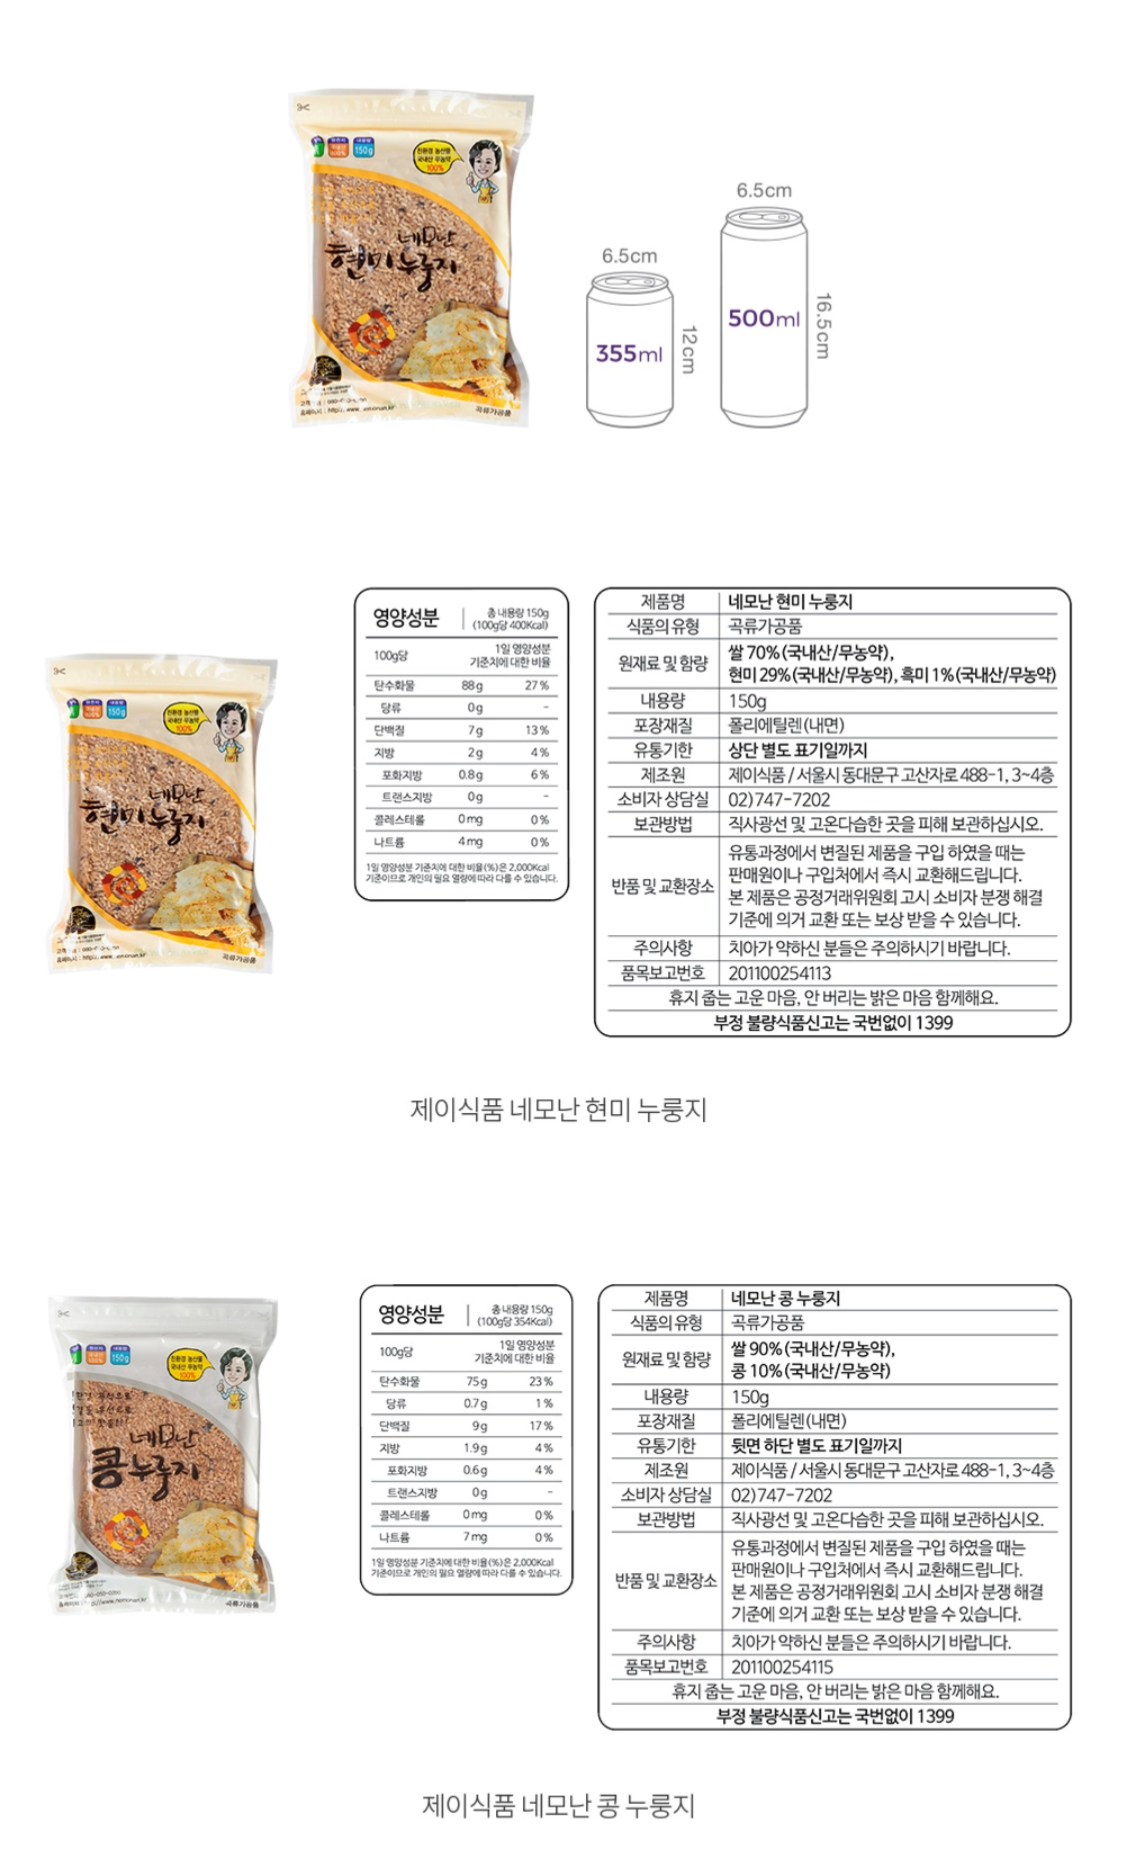 150g
친환경 농산물
국내산 무농약
100%
네모난
현미누룽지
곡류가공품
6.5cm
355ml
12cm
6.5cm
500ml
16.5cm
150g
친환경 농산물
국내산 무농약
100%
네모난
현미누룽지
곡류가공품
영양성분
총 내용량 150g
(100g당 400Kcal)
100g당 1일 영양성분
기준치에 대한 비율
탄수화물 88g 27%
당류 0g -
단백질 7g 13%
지방 2g 4%
포화지방 0.8g 6%
트랜스지방 0g -
콜레스테롤 0mg 0%
나트륨 4mg 0%
1일 영양성분 기준치에 대한 비율(%)은 2,000Kcal
기준이므로 개인의 필요 열량에 따라 다를 수 있습니다.
제품명 네모난 현미 누룽지
식품의 유형 곡류가공품
원재료 및 함량 쌀 70%(국내산/무농약),
현미 29%(국내산/무농약), 흑미 1%(국내산/무농약)
내용량 150g
포장재질 폴리에틸렌(내면)
유통기한 상단 별도 표기일까지
제조원 제이식품 / 서울시 동대문구 고산자로 488-1, 3~4층
소비자 상담실 02)747-7202
보관방법 직사광선 및 고온다습한 곳을 피해 보관하십시오.
반품 및 교환장소 유통과정에서 변질된 제품을 구입 하였을 때는
판매원이나 구입처에서 즉시 교환해드립니다.
본 제품은 공정거래위원회 고시 소비자 분쟁 해결
기준에 의거 교환 또는 보상 받을 수 있습니다.
주의사항 치아가 약하신 분들은 주의하시기 바랍니다.
품목보고번호 201100254113
휴지 줍는 고운 마음, 안 버리는 밝은 마음 함께해요.
부정 불량식품신고는 국번없이 1399
제이식품 네모난 현미 누룽지
150g
친환경 농산물
국내산 무농약
100%
네모난
콩누룽지
곡류가공품
영양성분
총 내용량 150g
(100g당 354Kcal)
100g당 1일 영양성분
기준치에 대한 비율
탄수화물 75g 23%
당류 0.7g 1%
단백질 9g 17%
지방 1.9g 4%
포화지방 0.6g 4%
트랜스지방 0g -
콜레스테롤 0mg 0%
나트륨 7mg 0%
1일 영양성분 기준치에 대한 비율(%)은 2,000Kcal
기준이므로 개인의 필요 열량에 따라 다를 수 있습니다.
제품명 네모난 콩 누룽지
식품의 유형 곡류가공품
원재료 및 함량 쌀 90%(국내산/무농약),
콩 10%(국내산/무농약)
내용량 150g
포장재질 폴리에틸렌(내면)
유통기한 뒷면 하단 별도 표기일까지
제조원 제이식품 / 서울시 동대문구 고산자로 488-1, 3~4층
소비자 상담실 02)747-7202
보관방법 직사광선 및 고온다습한 곳을 피해 보관하십시오.
반품 및 교환장소 유통과정에서 변질된 제품을 구입 하였을 때는
판매원이나 구입처에서 즉시 교환해드립니다.
본 제품은 공정거래위원회 고시 소비자 분쟁 해결
기준에 의거 교환 또는 보상 받을 수 있습니다.
주의사항 치아가 약하신 분들은 주의하시기 바랍니다.
품목보고번호 201100254115
휴지 줍는 고운 마음, 안 버리는 밝은 마음 함께해요.
부정 불량식품신고는 국번없이 1399
제이식품 네모난 콩 누룽지